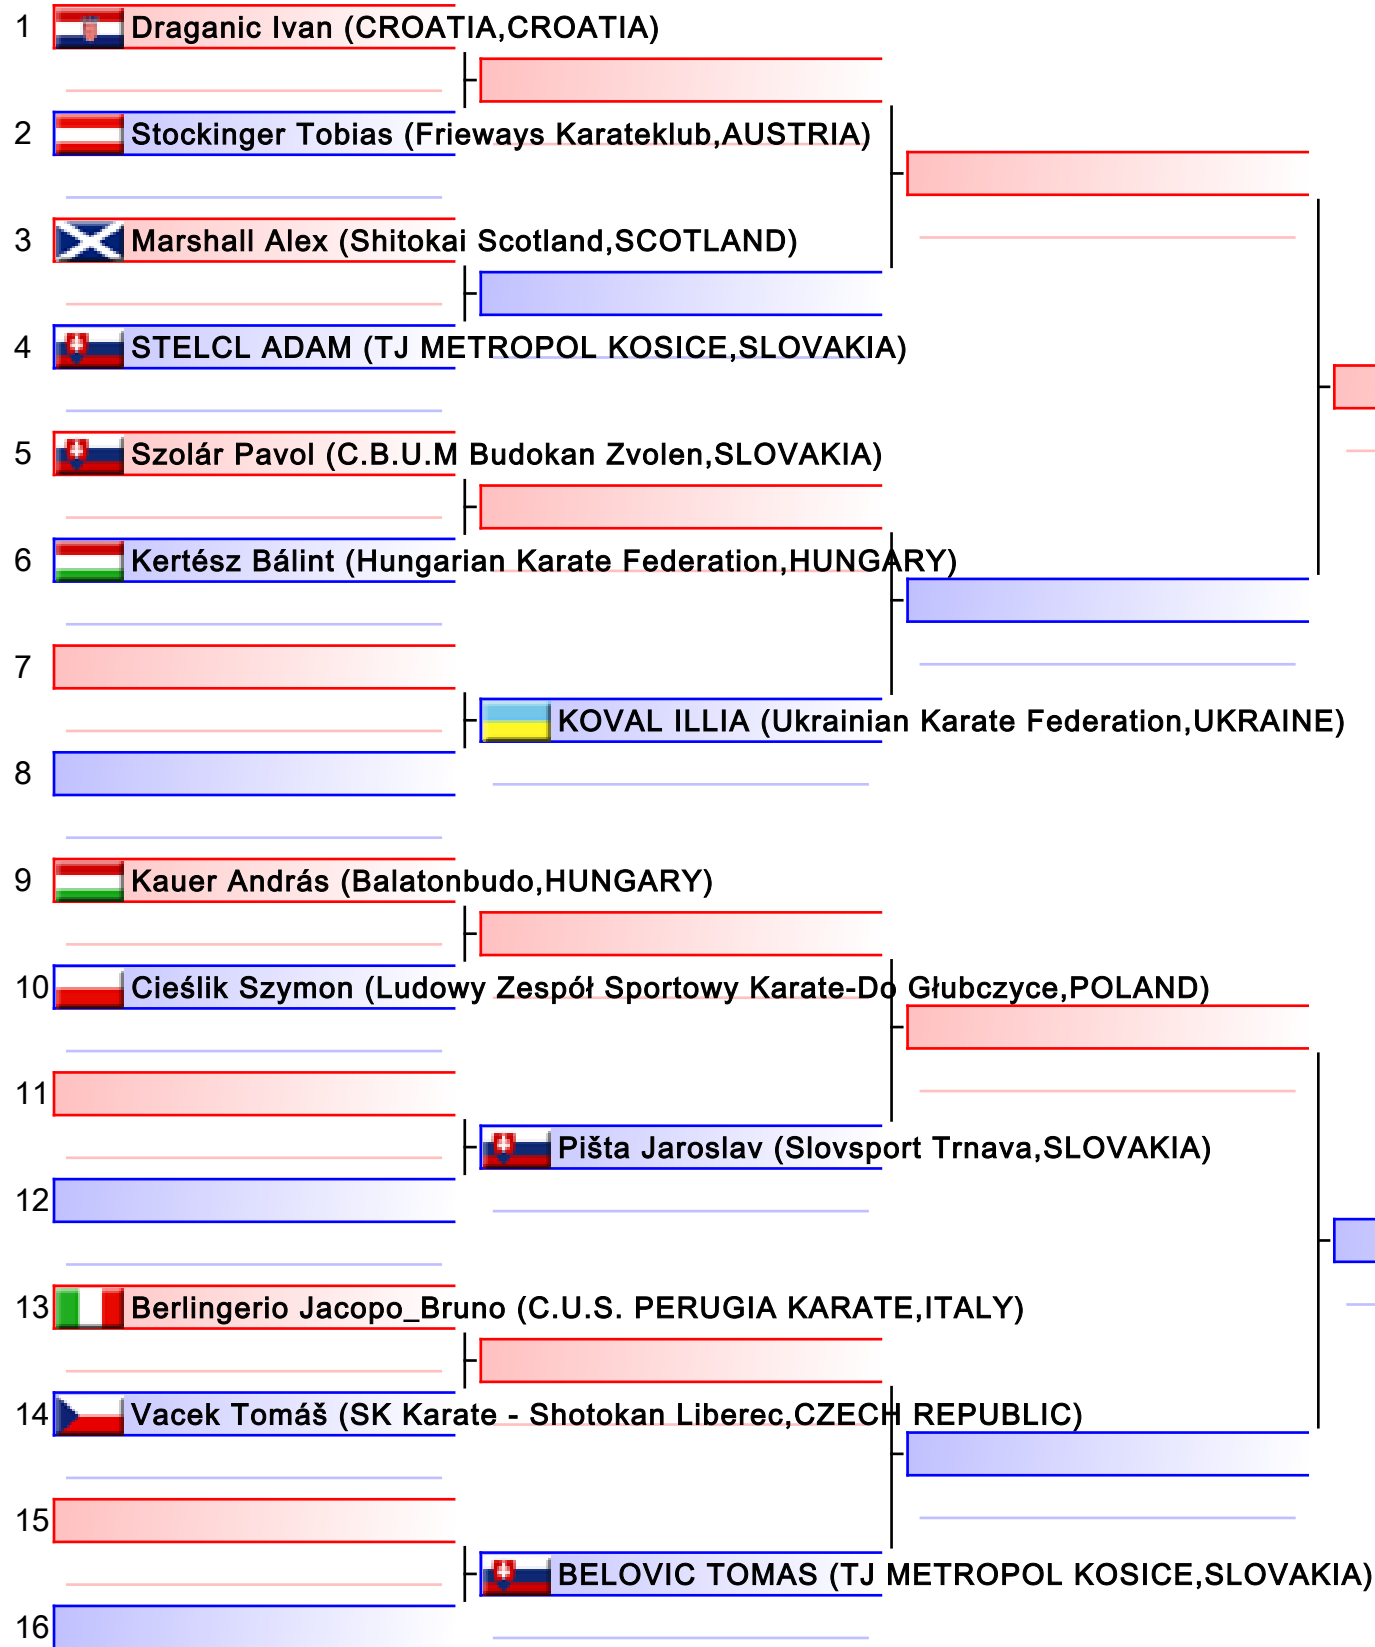 1 Draganic Ivan (CROATIA,CROATIA)
2 Stockinger Tobias (Frieways Karateklub,AUSTRIA)
3 Marshall Alex (Shitokai Scotland,SCOTLAND)
4 STELCL ADAM (TJ METROPOL KOSICE,SLOVAKIA)
5 Szolár Pavol (C.B.U.M Budokan Zvolen,SLOVAKIA)
6 Kertész Bálint (Hungarian Karate Federation,HUNGARY)
7
KOVAL ILLIA (Ukrainian Karate Federation,UKRAINE)
8
9 Kauer András (Balatonbudo,HUNGARY)
10 Cieślik Szymon (Ludowy Zespół Sportowy Karate-Do Głubczyce,POLAND)
11
Pišta Jaroslav (Slovsport Trnava,SLOVAKIA)
12
13 Berlingerio Jacopo_Bruno (C.U.S. PERUGIA KARATE,ITALY)
14 Vacek Tomáš (SK Karate - Shotokan Liberec,CZECH REPUBLIC)
15
BELOVIC TOMAS (TJ METROPOL KOSICE,SLOVAKIA)
16